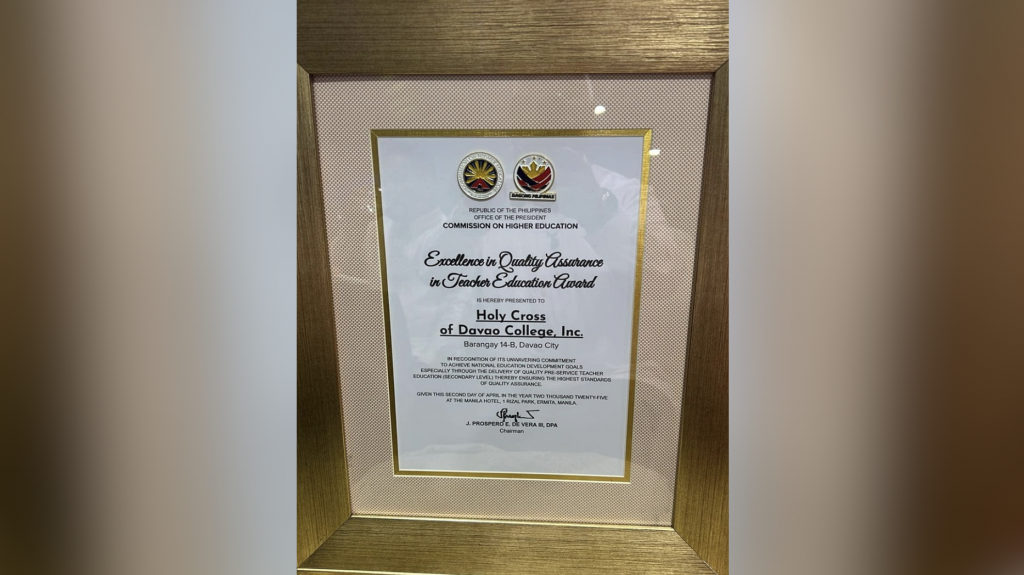 BAGONG PILIPINAS
REPUBLIC OF THE PHILIPPINES
OFFICE OF THE PRESIDENT
COMMISSION ON HIGHER EDUCATION
Excellence in Quality Assurance
in Teacher Education Award
IS HEREBY PRESENTED TO
Holy Cross
of Davao College, Inc.
Barangay 14-B, Davao City
IN RECOGNITION OF ITS UNWAVERING COMMITMENT
TO ACHIEVE NATIONAL EDUCATION DEVELOPMENT GOALS
ESPECIALLY THROUGH THE DELIVERY OF QUALITY PRE-SERVICE TEACHER
EDUCATION (SECONDARY LEVEL) THEREBY ENSURING THE HIGHEST STANDARDS
OF QUALITY ASSURANCE.
GIVEN THIS SECOND DAY OF APRIL IN THE YEAR TWO THOUSAND TWENTY-FIVE
AT THE MANILA HOTEL, 1 RIZAL PARK, ERMITA, MANILA.
J. PROSPERO E. DE VERA III, DPA
Chairman